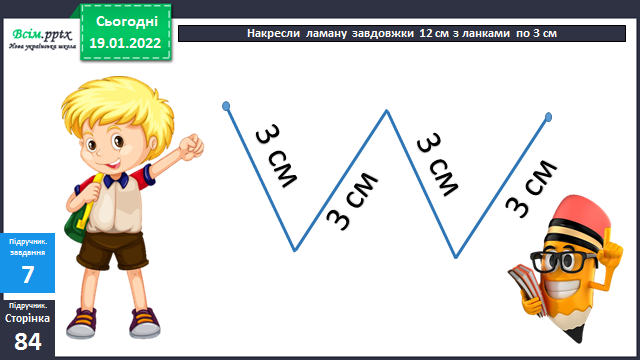 Всім.pptx
Нова українська школа
Сьогодні
19.01.2022
Накресли ламану завдовжки 12 см з ланками по 3 см
3 см
3 см
3 см
3 см
Підручник.
завдання
7
Підручник.
Сторінка
84